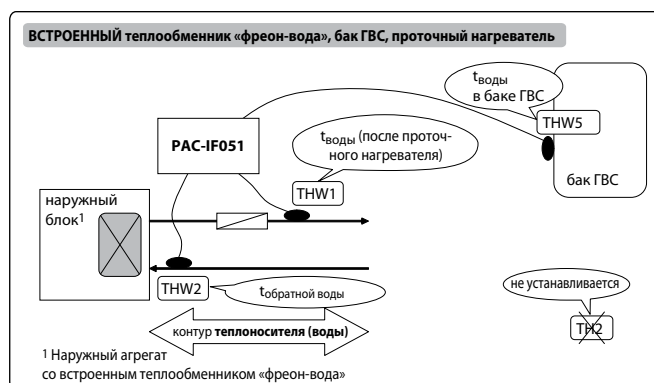 ВСТРОЕННЫЙ теплообменник «фреон-вода», бак ГВС, проточный нагреватель
tводы
в баке ГВС
THW5
бак ГВС
PAC-IF051
tводы (после проточ-
ного нагревателя)
THW1
наружный
блок1
THW2
tобратной воды
не устанавливается
TH2
контур теплоносителя (воды)
1 Наружный агрегат
со встроенным теплообменником «фреон-вода»